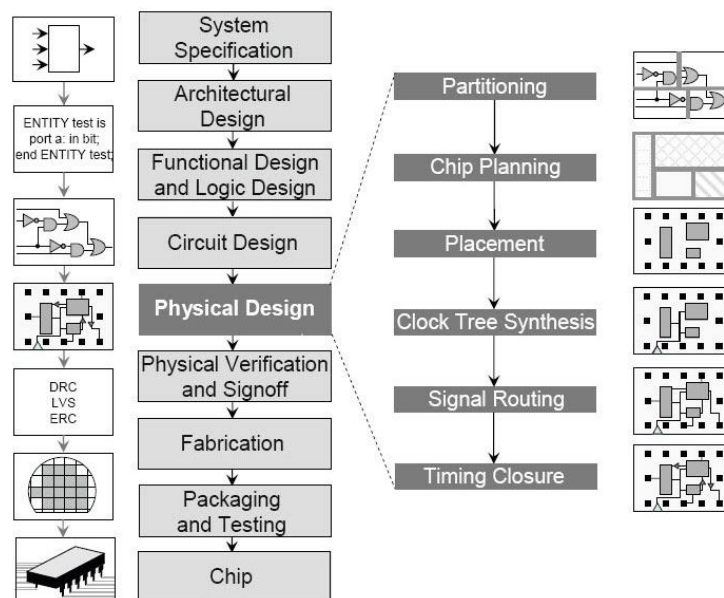 ENTITY test is
port a: in bit;
end ENTITY test;
DRC
LVS
ERC
System
Specification
Architectural
Design
Functional Design
and Logic Design
Circuit Design
Physical Design
Physical Verification
and Signoff
Fabrication
Packaging
and Testing
Chip
Partitioning
Chip Planning
Placement
Clock Tree Synthesis
Signal Routing
Timing Closure